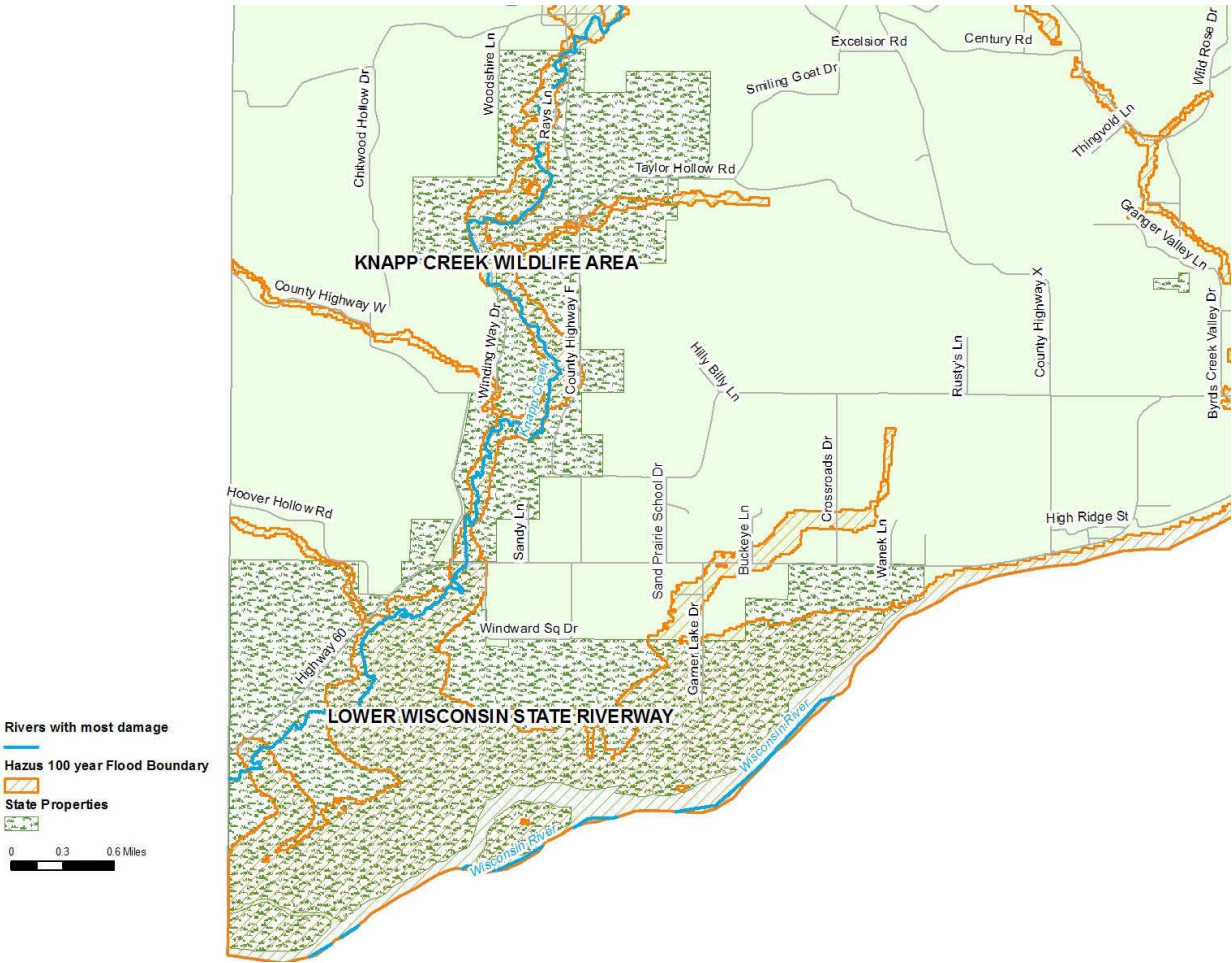 Excelsior Rd
Century Rd
Wild Rose Dr
Woodshire Ln
Smiling Goat Dr
Chitwood Hollow Dr
Rays Ln
Thingvold Ln
Taylor Hollow Rd
Granger Valley Ln
KNAPP CREEK WILDLIFE AREA
County Highway W
County Highway F
County Highway X
Byrds Creek Valley Dr
Winding Way Dr
Hilly Billy Ln
Rusty's Ln
Knapp Creek
Crossroads Dr
Hoover Hollow Rd
Sandy Ln
Sand Prairie School Dr
Buckeye Ln
Wanek Ln
High Ridge St
Windward Sq Dr
Garner Lake Dr
Highway 60
LOWER WISCONSIN STATE RIVERWAY
Wisconsin River
Wisconsin River
Rivers with most damage
Hazus 100 year Flood Boundary
State Properties
0 0.3 0.6 Miles